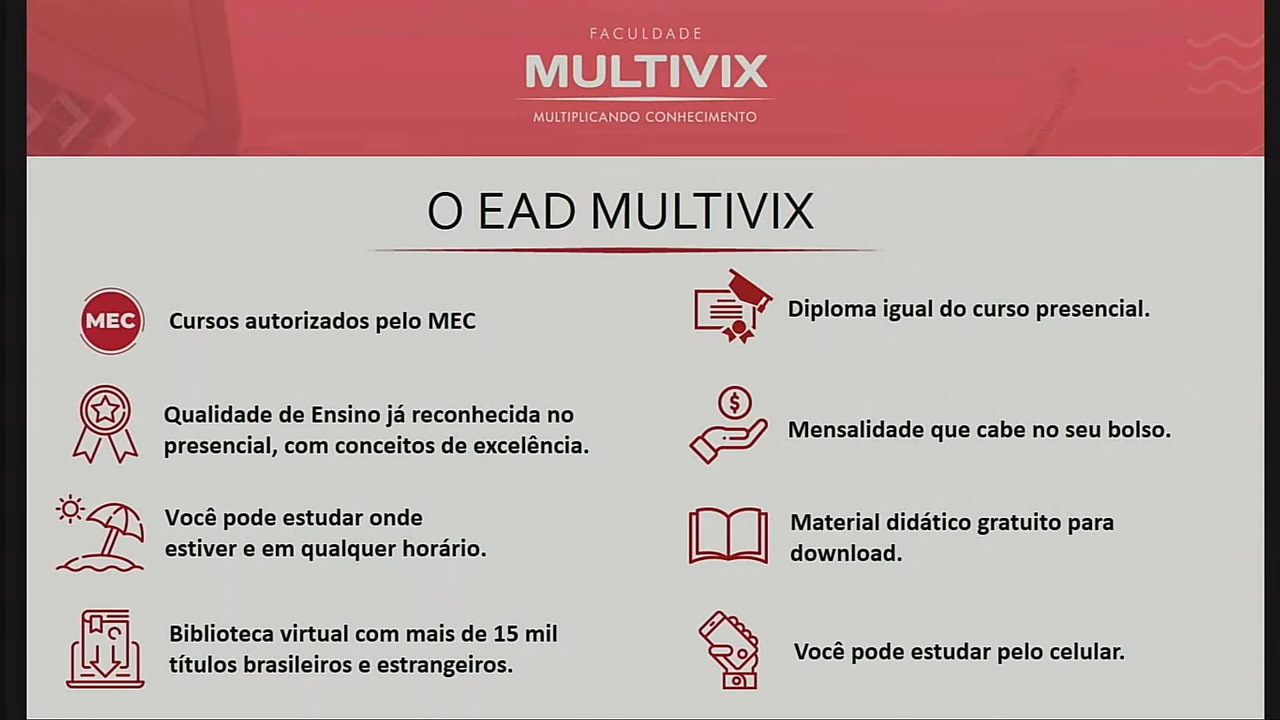 FACULDADE
MULTIVIX
MULTIPLICANDO CONHECIMENTO
O EAD MULTIVIX
MEC
Cursos autorizados pelo MEC
Qualidade de Ensino já reconhecida no
presencial, com conceitos de excelência.
Você pode estudar onde
estiver e em qualquer horário.
Biblioteca virtual com mais de 15 mil
títulos brasileiros e estrangeiros.
Diploma igual do curso presencial.
$
Mensalidade que cabe no seu bolso.
Material didático gratuito para
download.
Você pode estudar pelo celular.